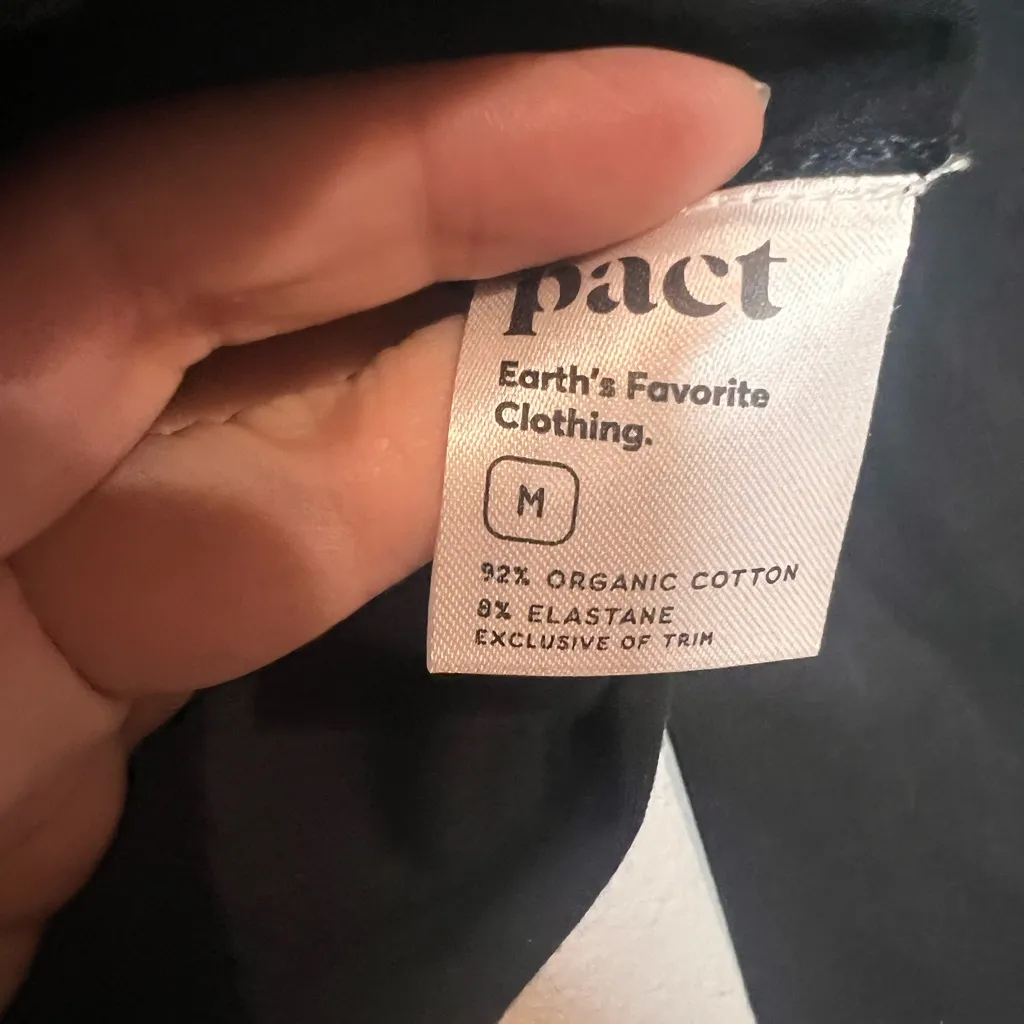 pact
Earth's Favorite
Clothing.
M
92% ORGANIC COTTON
8% ELASTANE
EXCLUSIVE OF TRIM